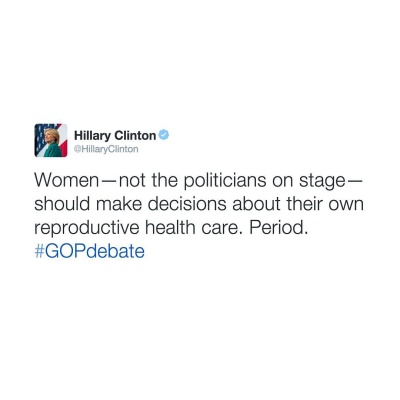 Hillary Clinton
@HillaryClinton
Women—not the politicians on stage—
should make decisions about their own
reproductive health care. Period.
#GOPdebate